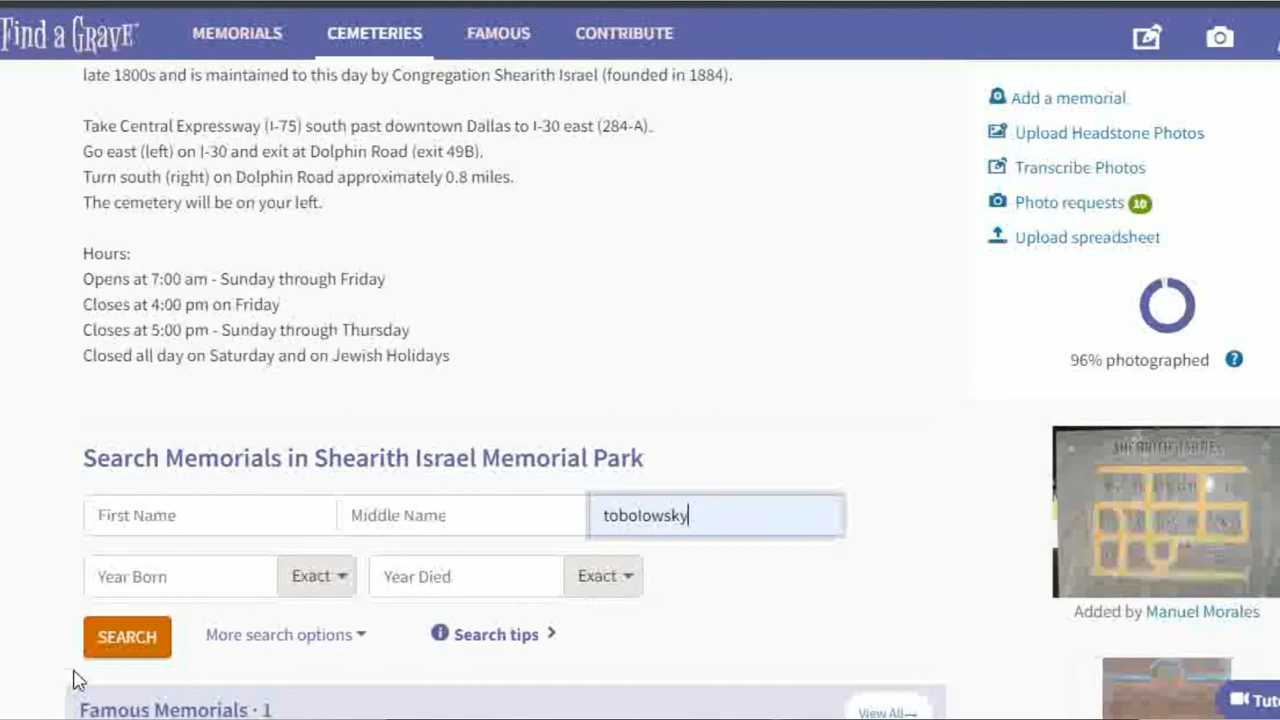 Find a Grave
MEMORIALS CEMETERIES FAMOUS CONTRIBUTE
late 1800s and is maintained to this day by Congregation Shearith Israel (founded in 1884).
Take Central Expressway (I-75) south past downtown Dallas to I-30 east (284-A).
Go east (left) on I-30 and exit at Dolphin Road (exit 49B).
Turn south (right) on Dolphin Road approximately 0.8 miles.
The cemetery will be on your left.
Hours:
Opens at 7:00 am - Sunday through Friday
Closes at 4:00 pm on Friday
Closes at 5:00 pm - Sunday through Thursday
Closed all day on Saturday and on Jewish Holidays
Search Memorials in Shearith Israel Memorial Park
First Name Middle Name tobolowsky
Year Born Exact Year Died Exact
SEARCH More search options Search tips
Famous Memorials · 1 View All
Add a memorial
Upload Headstone Photos
Transcribe Photos
Photo requests 10
Upload spreadsheet
96% photographed ?
SHEARITH ISRAEL
Added by Manuel Morales
Tut